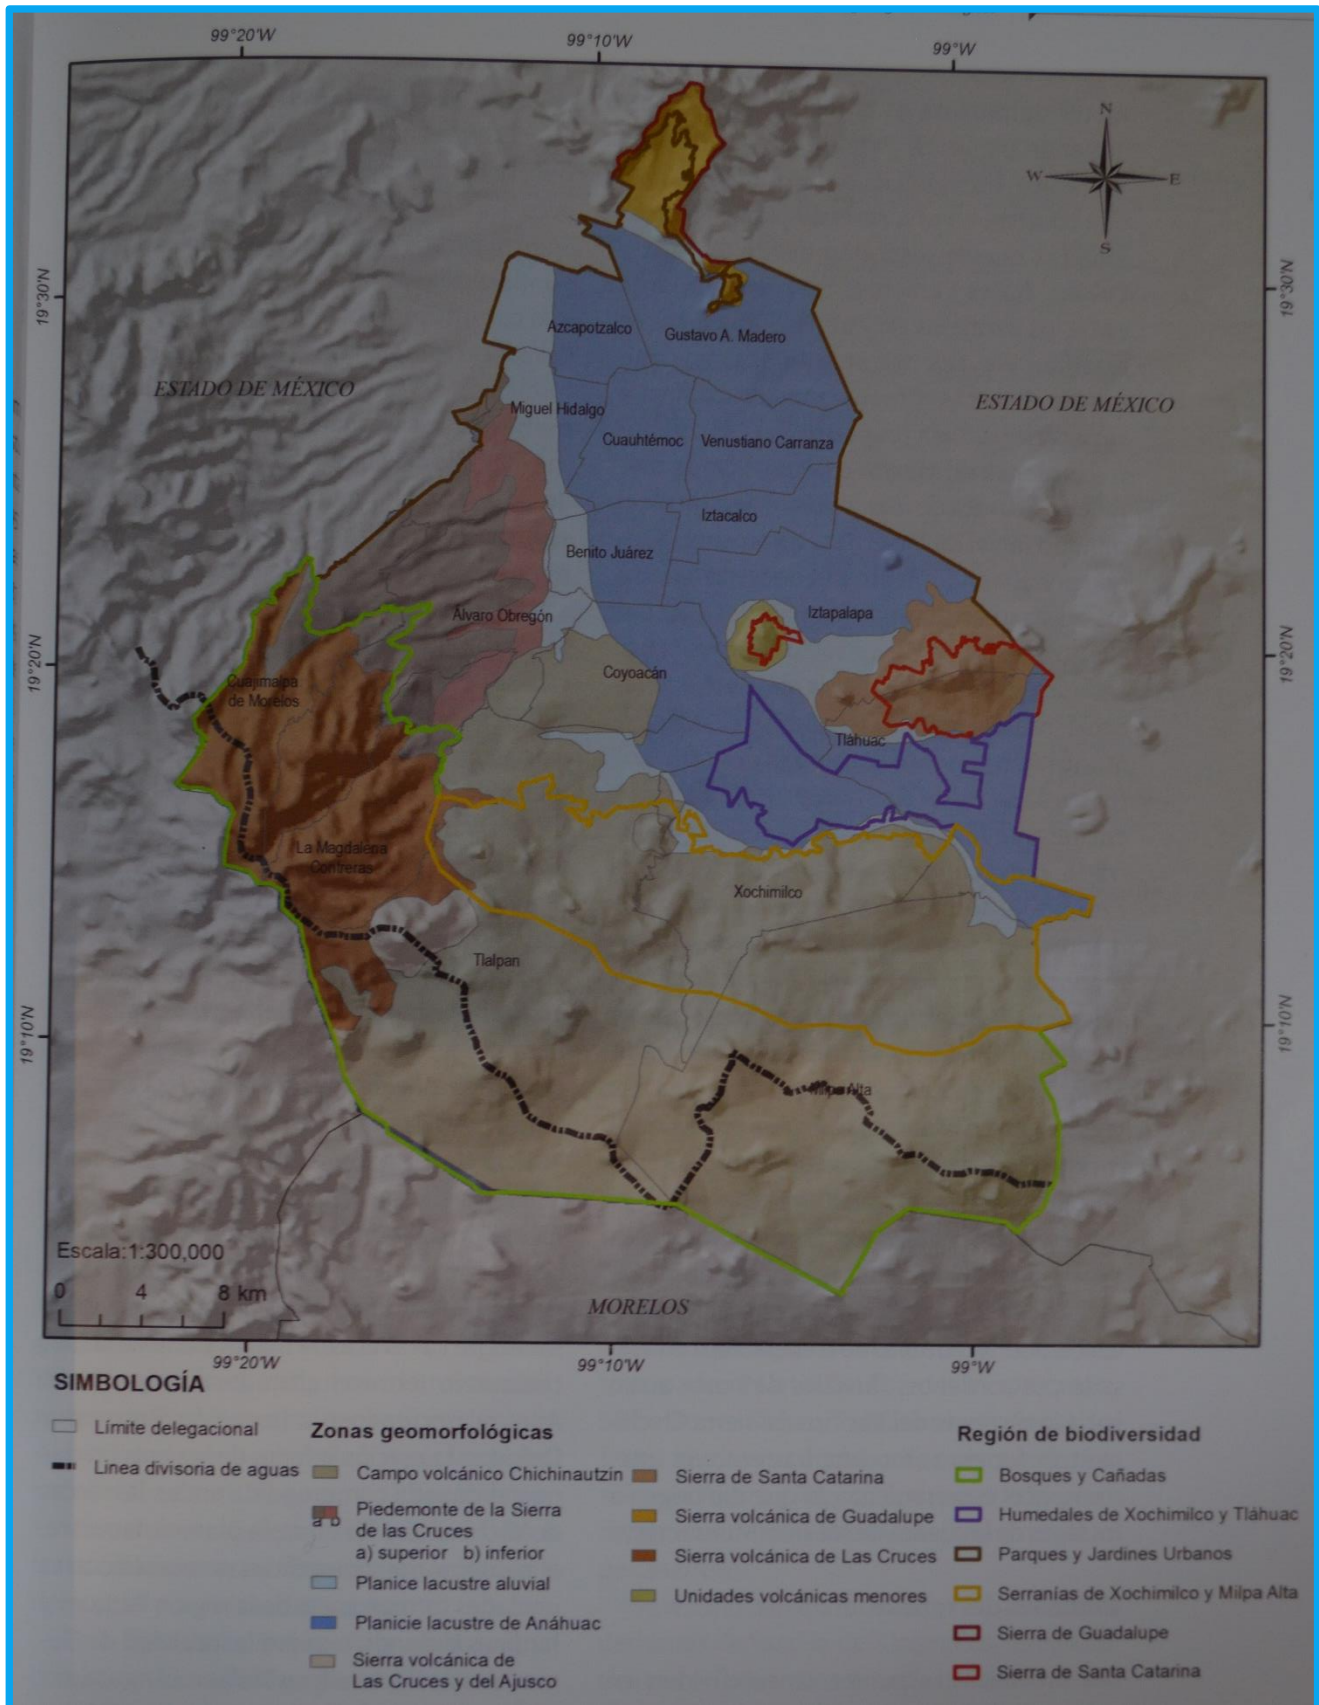 99°20'W
99°10'W
99°W
N
W
E
S
19°30'N
19°30'N
Azcapotzalco
Gustavo A. Madero
ESTADO DE MÉXICO
ESTADO DE MÉXICO
Miguel Hidalgo
Cuauhtémoc
Venustiano Carranza
Iztacalco
Benito Juárez
Álvaro Obregón
Iztapalapa
19°20'N
19°20'N
Coyoacán
Cuajimalpa
de Morelos
Tláhuac
La Magdalena
Contreras
Xochimilco
Tlalpan
19°10'N
19°10'N
Milpa Alta
Escala:1:300,000
0 4 8 km
MORELOS
99°20'W
99°10'W
99°W
SIMBOLOGÍA
Límite delegacional
Linea divisoria de aguas
Zonas geomorfológicas
Campo volcánico Chichinautzin
a b
Piedemonte de la Sierra
de las Cruces
a) superior b) inferior
Planice lacustre aluvial
Planicie lacustre de Anáhuac
Sierra volcánica de
Las Cruces y del Ajusco
Sierra de Santa Catarina
Sierra volcánica de Guadalupe
Sierra volcánica de Las Cruces
Unidades volcánicas menores
Región de biodiversidad
Bosques y Cañadas
Humedales de Xochimilco y Tláhuac
Parques y Jardines Urbanos
Serranías de Xochimilco y Milpa Alta
Sierra de Guadalupe
Sierra de Santa Catarina